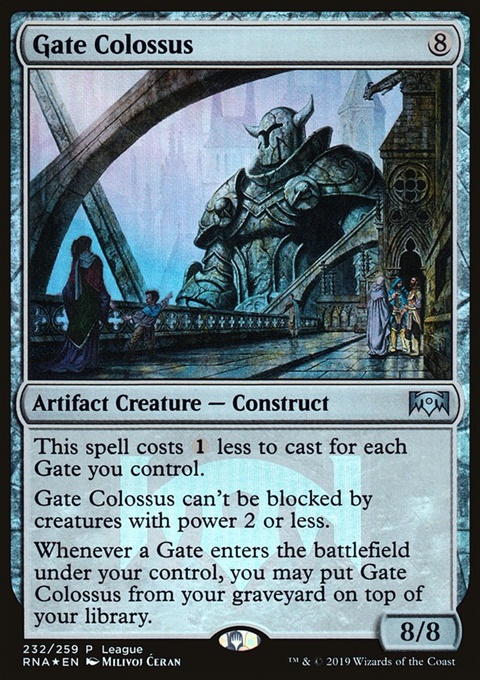 Gate Colossus 8
Artifact Creature — Construct
This spell costs 1 less to cast for each
Gate you control.
Gate Colossus can't be blocked by
creatures with power 2 or less.
Whenever a Gate enters the battlefield
under your control, you may put Gate
Colossus from your graveyard on top of
your library.
8/8
232/259 P League
RNA★EN Milivoj Ćeran
™ & © 2019 Wizards of the Coast